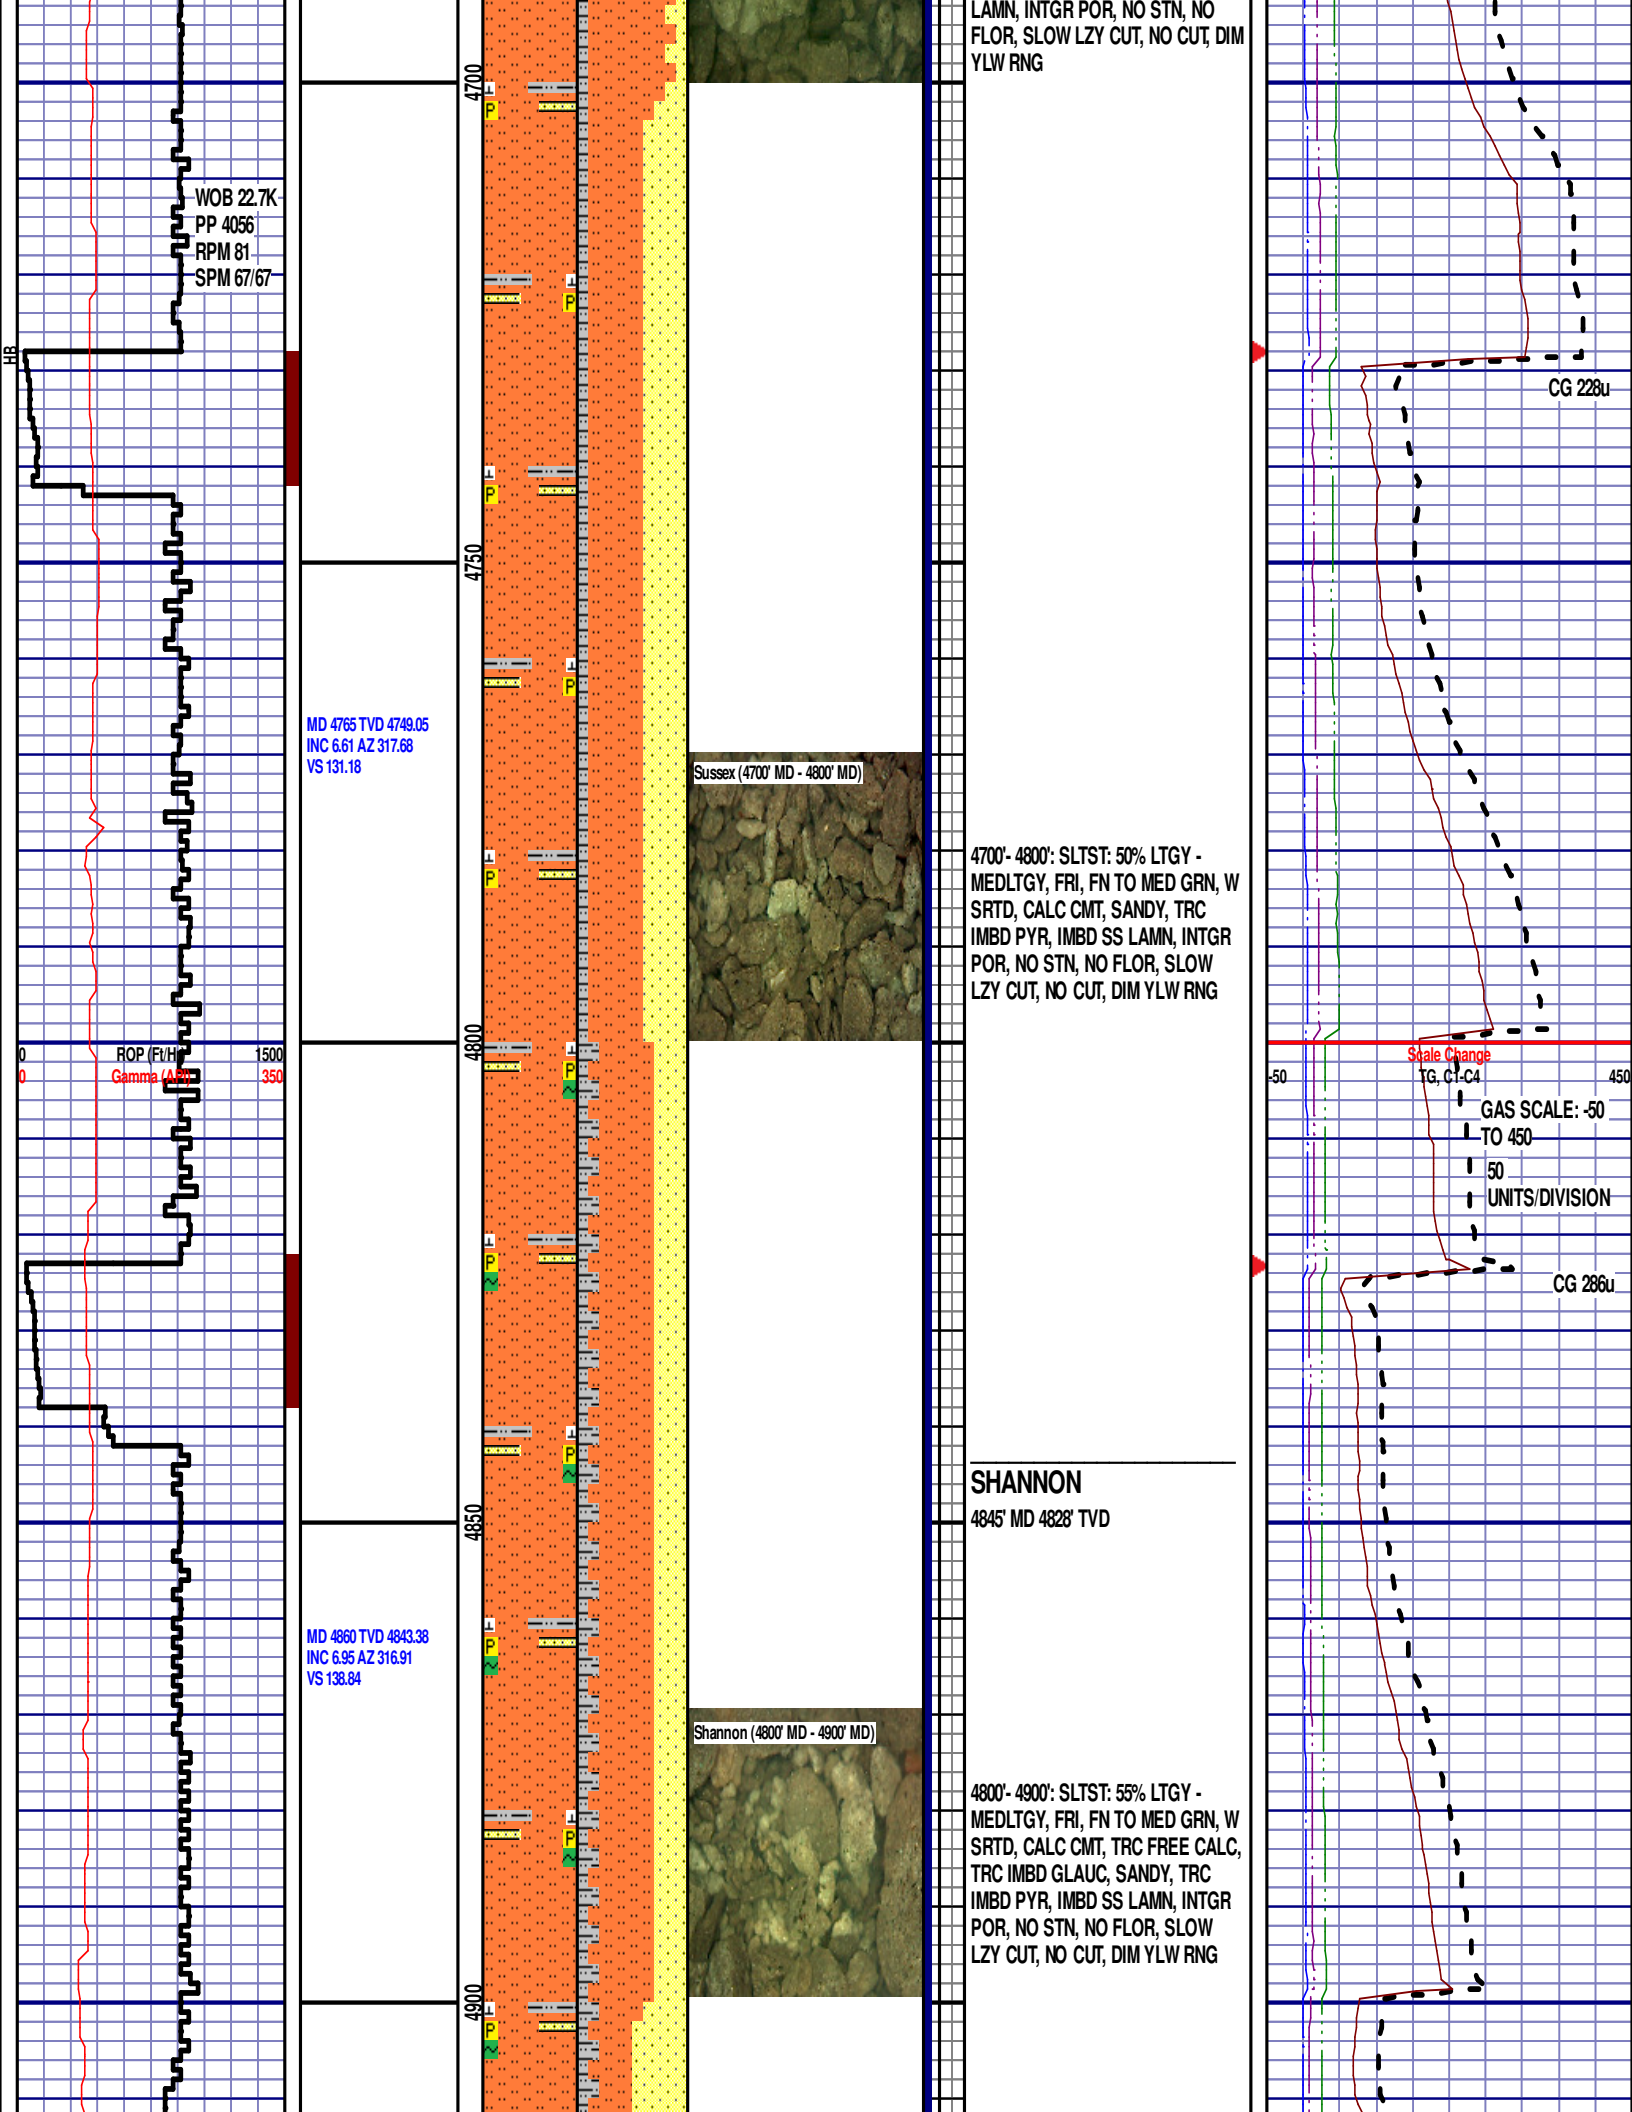 LAMN, INTGR POR, NO STN, NO
FLOR, SLOW LZY CUT, NO CUT, DIM
YLW RNG
4700
WOB 22.7K
PP 4056
RPM 81
SPM 67/67
HB
CG 228u
4750
MD 4765 TVD 4749.05
INC 6.61 AZ 317.68
VS 131.18
Sussex (4700' MD - 4800' MD)
4700'- 4800': SLTST: 50% LTGY -
MEDLTGY, FRI, FN TO MED GRN, W
SRTD, CALC CMT, SANDY, TRC
IMBD PYR, IMBD SS LAMN, INTGR
POR, NO STN, NO FLOR, SLOW
LZY CUT, NO CUT, DIM YLW RNG
4800
0 ROP (Ft/H 1500
0 Gamma (API) 350
Scale Change
-50 TG, C1-C4 450
GAS SCALE: -50
TO 450
50
UNITS/DIVISION
CG 286u
SHANNON
4845' MD 4828' TVD
4850
MD 4860 TVD 4843.38
INC 6.95 AZ 316.91
VS 138.84
Shannon (4800' MD - 4900' MD)
4800'- 4900': SLTST: 55% LTGY -
MEDLTGY, FRI, FN TO MED GRN, W
SRTD, CALC CMT, TRC FREE CALC,
TRC IMBD GLAUC, SANDY, TRC
IMBD PYR, IMBD SS LAMN, INTGR
POR, NO STN, NO FLOR, SLOW
LZY CUT, NO CUT, DIM YLW RNG
4900
P
P
P
P
P
P
P
P
P
P
P